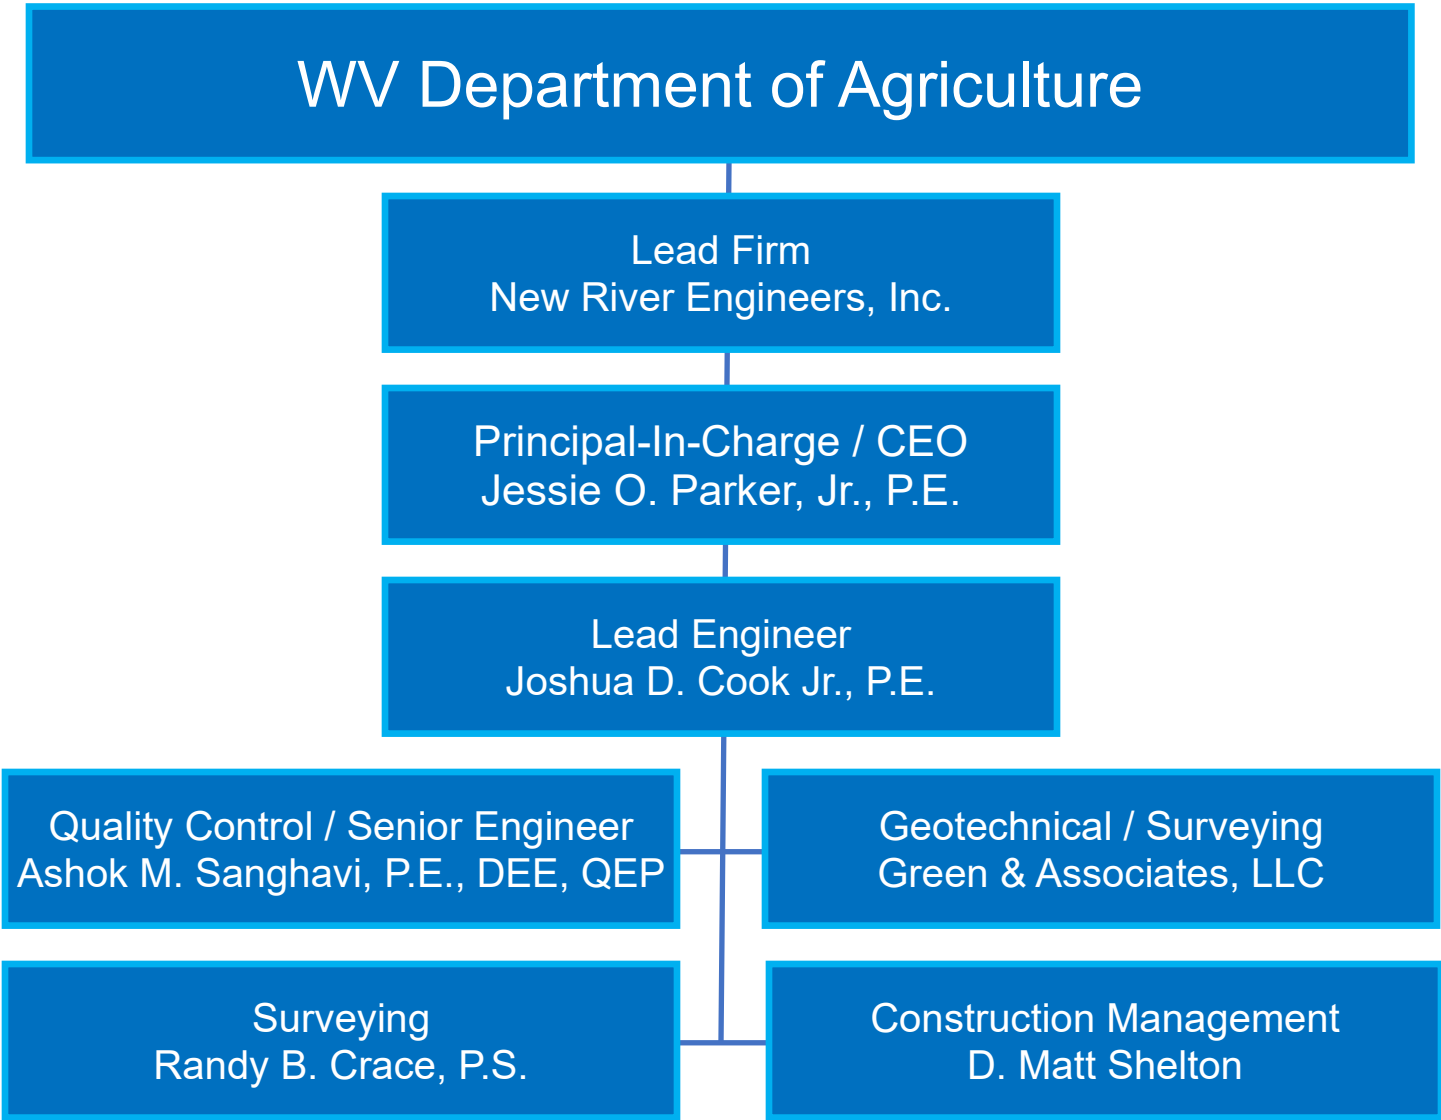 WV Department of Agriculture
Lead Firm
New River Engineers, Inc.
Principal-In-Charge / CEO
Jessie O. Parker, Jr., P.E.
Lead Engineer
Joshua D. Cook Jr., P.E.
Quality Control / Senior Engineer
Ashok M. Sanghavi, P.E., DEE, QEP
Geotechnical / Surveying
Green & Associates, LLC
Surveying
Randy B. Crace, P.S.
Construction Management
D. Matt Shelton